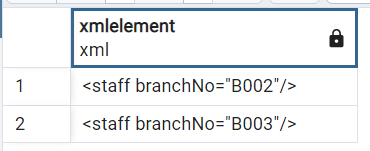 xmlelement
xml
1 <staff branchNo="B002"/>
2 <staff branchNo="B003"/>